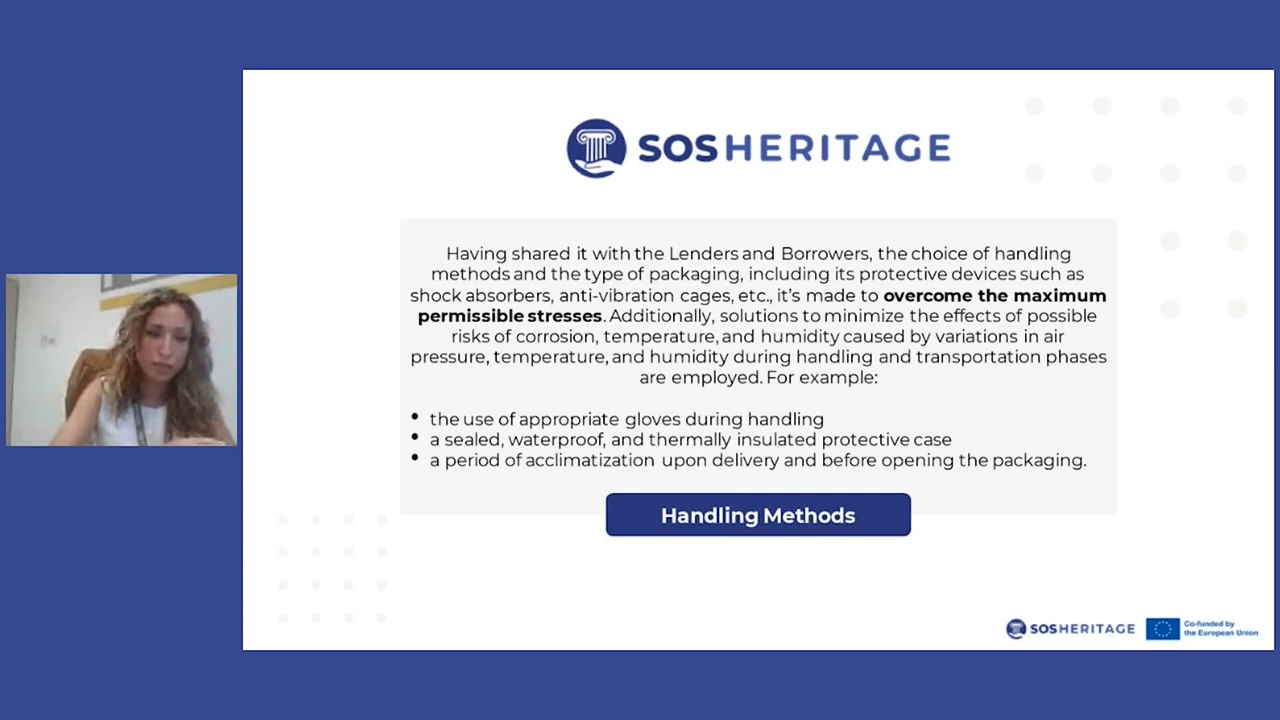 SOSHERITAGE
Having shared it with the Lenders and Borrowers, the choice of handling
methods and the type of packaging, including its protective devices such as
shock absorbers, anti-vibration cages, etc., it's made to overcome the maximum
permissible stresses. Additionally, solutions to minimize the effects of possible
risks of corrosion, temperature, and humidity caused by variations in air
pressure, temperature, and humidity during handling and transportation phases
are employed. For example:
• the use of appropriate gloves during handling
• a sealed, waterproof, and thermally insulated protective case
• a period of acclimatization upon delivery and before opening the packaging.
Handling Methods
SOSHERITAGE
Co-funded by
the European Union